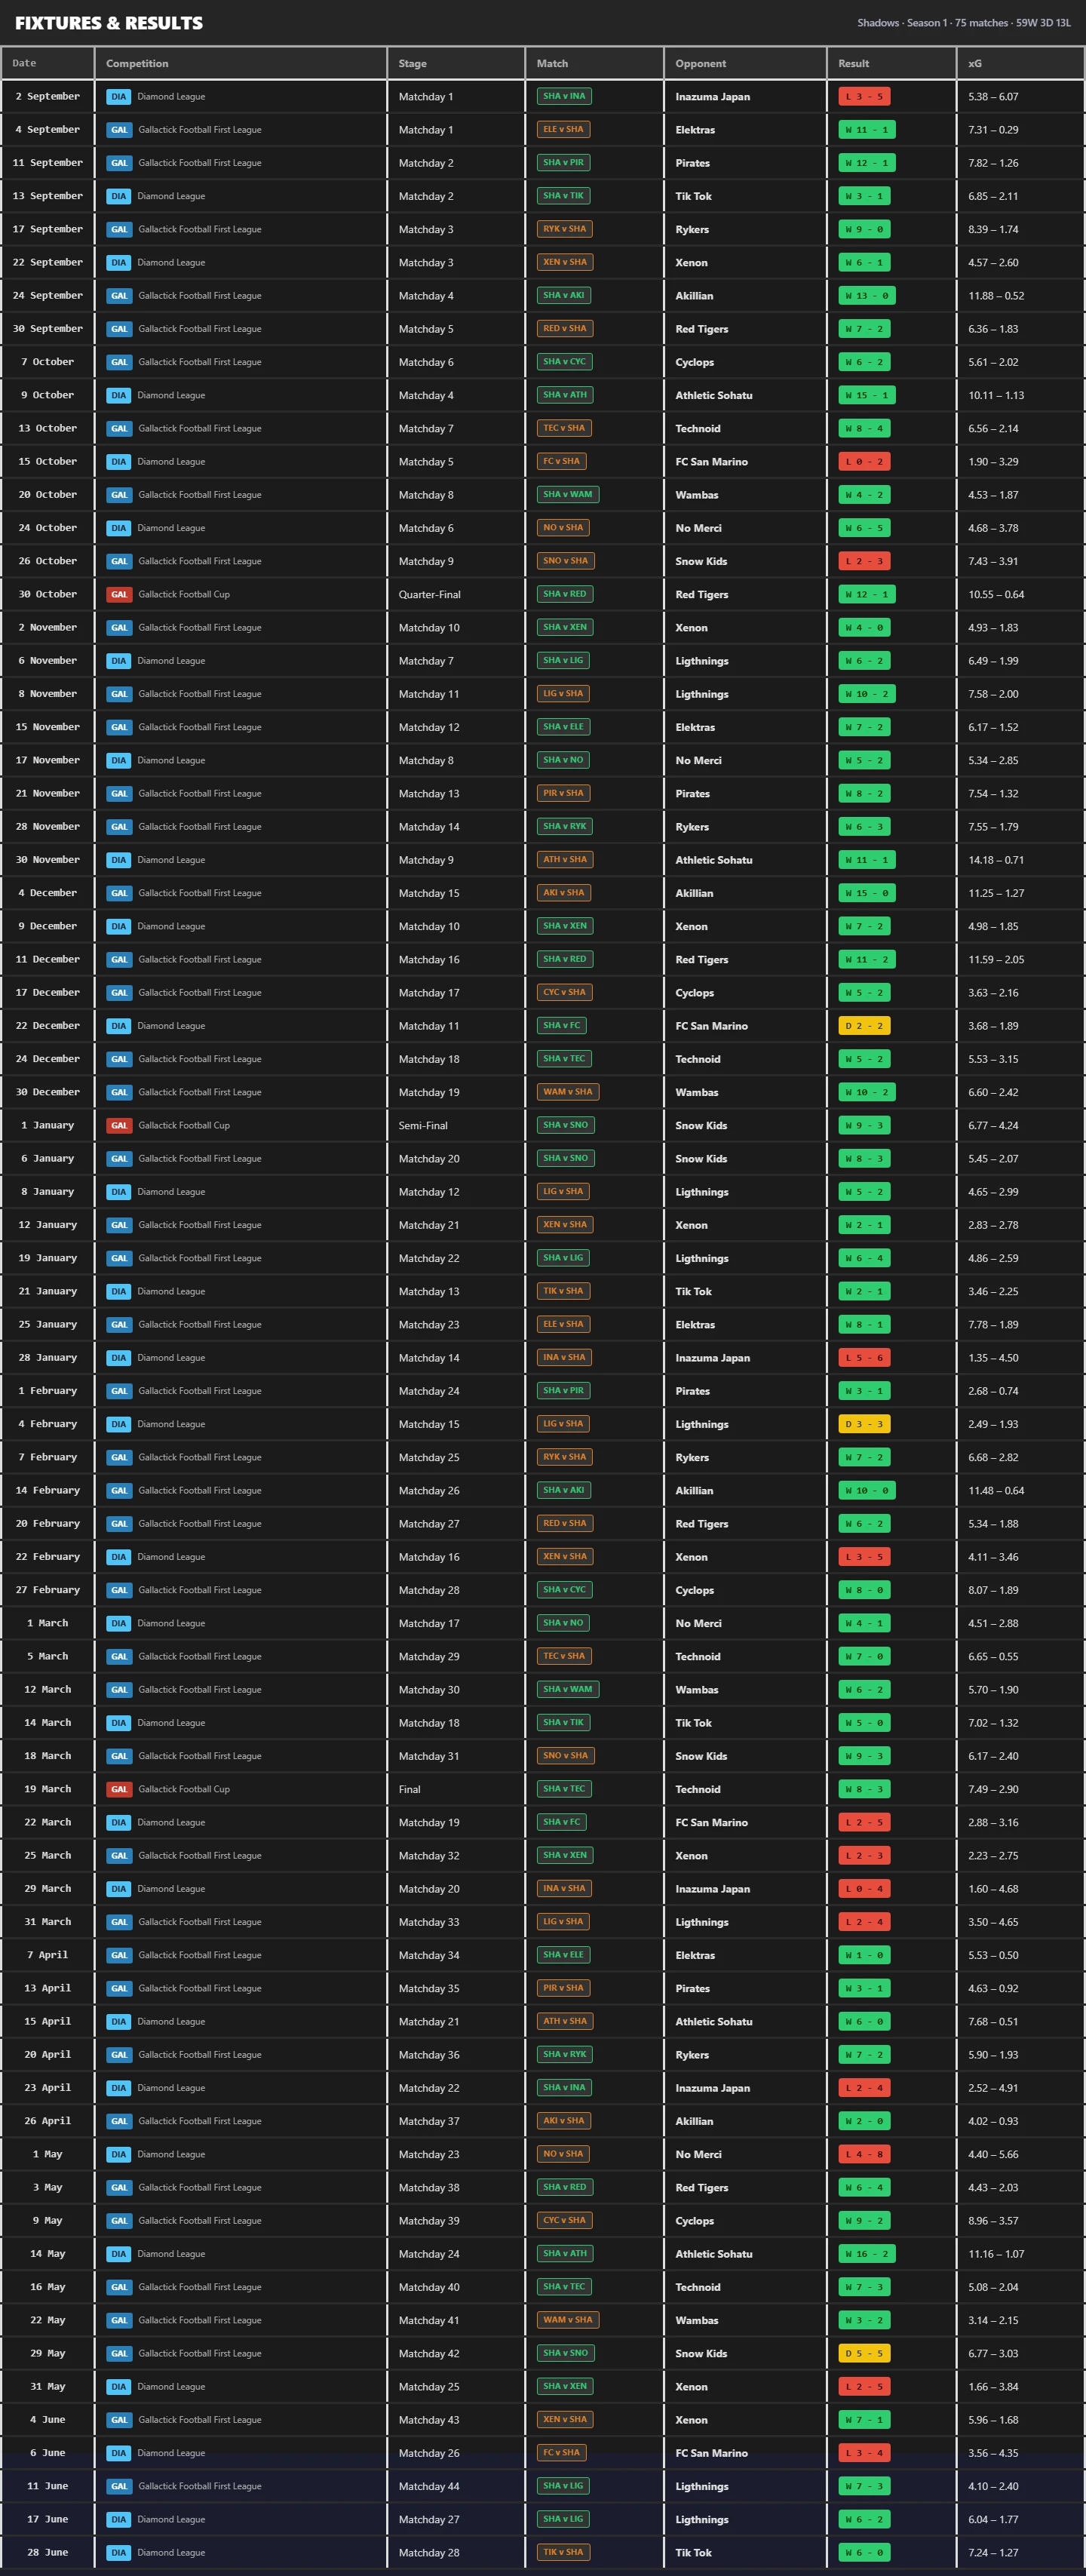 FIXTURES & RESULTS
Shadows · Season 1 · 75 matches · 59W 3D 13L
Date Competition Stage Match Opponent Result xG
2 September DIA Diamond League Matchday 1 SHA v INA Inazuma Japan L 3 - 5 5.38 – 6.07
4 September GAL Gallactick Football First League Matchday 1 ELE v SHA Elektras W 11 - 1 7.31 – 0.29
11 September GAL Gallactick Football First League Matchday 2 SHA v PIR Pirates W 12 - 1 7.82 – 1.26
13 September DIA Diamond League Matchday 2 SHA v TIK Tik Tok W 3 - 1 6.85 – 2.11
17 September GAL Gallactick Football First League Matchday 3 RYK v SHA Rykers W 9 - 0 8.39 – 1.74
22 September DIA Diamond League Matchday 3 XEN v SHA Xenon W 6 - 1 4.57 – 2.60
24 September GAL Gallactick Football First League Matchday 4 SHA v AKI Akillian W 13 - 0 11.88 – 0.52
30 September GAL Gallactick Football First League Matchday 5 RED v SHA Red Tigers W 7 - 2 6.36 – 1.83
7 October GAL Gallactick Football First League Matchday 6 SHA v CYC Cyclops W 6 - 2 5.61 – 2.02
9 October DIA Diamond League Matchday 4 SHA v ATH Athletic Sohatu W 15 - 1 10.11 – 1.13
13 October GAL Gallactick Football First League Matchday 7 TEC v SHA Technoid W 8 - 4 6.56 – 2.14
15 October DIA Diamond League Matchday 5 FC v SHA FC San Marino L 0 - 2 1.90 – 3.29
20 October GAL Gallactick Football First League Matchday 8 SHA v WAM Wambas W 4 - 2 4.53 – 1.87
24 October DIA Diamond League Matchday 6 NO v SHA No Merci W 6 - 5 4.68 – 3.78
26 October GAL Gallactick Football First League Matchday 9 SNO v SHA Snow Kids L 2 - 3 7.43 – 3.91
30 October GAL Gallactick Football Cup Quarter-Final SHA v RED Red Tigers W 12 - 1 10.55 – 0.64
2 November GAL Gallactick Football First League Matchday 10 SHA v XEN Xenon W 4 - 0 4.93 – 1.83
6 November DIA Diamond League Matchday 7 SHA v LIG Ligthnings W 6 - 2 6.49 – 1.99
8 November GAL Gallactick Football First League Matchday 11 LIG v SHA Ligthnings W 10 - 2 7.58 – 2.00
15 November GAL Gallactick Football First League Matchday 12 SHA v ELE Elektras W 7 - 2 6.17 – 1.52
17 November DIA Diamond League Matchday 8 SHA v NO No Merci W 5 - 2 5.34 – 2.85
21 November GAL Gallactick Football First League Matchday 13 PIR v SHA Pirates W 8 - 2 7.54 – 1.32
28 November GAL Gallactick Football First League Matchday 14 SHA v RYK Rykers W 6 - 3 7.55 – 1.79
30 November DIA Diamond League Matchday 9 ATH v SHA Athletic Sohatu W 11 - 1 14.18 – 0.71
4 December GAL Gallactick Football First League Matchday 15 AKI v SHA Akillian W 15 - 0 11.25 – 1.27
9 December DIA Diamond League Matchday 10 SHA v XEN Xenon W 7 - 2 4.98 – 1.85
11 December GAL Gallactick Football First League Matchday 16 SHA v RED Red Tigers W 11 - 2 11.59 – 2.05
17 December GAL Gallactick Football First League Matchday 17 CYC v SHA Cyclops W 5 - 2 3.63 – 2.16
22 December DIA Diamond League Matchday 11 SHA v FC FC San Marino D 2 - 2 3.68 – 1.89
24 December GAL Gallactick Football First League Matchday 18 SHA v TEC Technoid W 5 - 2 5.53 – 3.15
30 December GAL Gallactick Football First League Matchday 19 WAM v SHA Wambas W 10 - 2 6.60 – 2.42
1 January GAL Gallactick Football Cup Semi-Final SHA v SNO Snow Kids W 9 - 3 6.77 – 4.24
6 January GAL Gallactick Football First League Matchday 20 SHA v SNO Snow Kids W 8 - 3 5.45 – 2.07
8 January DIA Diamond League Matchday 12 LIG v SHA Ligthnings W 5 - 2 4.65 – 2.99
12 January GAL Gallactick Football First League Matchday 21 XEN v SHA Xenon W 2 - 1 2.83 – 2.78
19 January GAL Gallactick Football First League Matchday 22 SHA v LIG Ligthnings W 6 - 4 4.86 – 2.59
21 January DIA Diamond League Matchday 13 TIK v SHA Tik Tok W 2 - 1 3.46 – 2.25
25 January GAL Gallactick Football First League Matchday 23 ELE v SHA Elektras W 8 - 1 7.78 – 1.89
28 January DIA Diamond League Matchday 14 INA v SHA Inazuma Japan L 5 - 6 1.35 – 4.50
1 February GAL Gallactick Football First League Matchday 24 SHA v PIR Pirates W 3 - 1 2.68 – 0.74
4 February DIA Diamond League Matchday 15 LIG v SHA Ligthnings D 3 - 3 2.49 – 1.93
7 February GAL Gallactick Football First League Matchday 25 RYK v SHA Rykers W 7 - 2 6.68 – 2.82
14 February GAL Gallactick Football First League Matchday 26 SHA v AKI Akillian W 10 - 0 11.48 – 0.64
20 February GAL Gallactick Football First League Matchday 27 RED v SHA Red Tigers W 6 - 2 5.34 – 1.88
22 February DIA Diamond League Matchday 16 XEN v SHA Xenon L 3 - 5 4.11 – 3.46
27 February GAL Gallactick Football First League Matchday 28 SHA v CYC Cyclops W 8 - 0 8.07 – 1.89
1 March DIA Diamond League Matchday 17 SHA v NO No Merci W 4 - 1 4.51 – 2.88
5 March GAL Gallactick Football First League Matchday 29 TEC v SHA Technoid W 7 - 0 6.65 – 0.55
12 March GAL Gallactick Football First League Matchday 30 SHA v WAM Wambas W 6 - 2 5.70 – 1.90
14 March DIA Diamond League Matchday 18 SHA v TIK Tik Tok W 5 - 0 7.02 – 1.32
18 March GAL Gallactick Football First League Matchday 31 SNO v SHA Snow Kids W 9 - 3 6.17 – 2.40
19 March GAL Gallactick Football Cup Final SHA v TEC Technoid W 8 - 3 7.49 – 2.90
22 March DIA Diamond League Matchday 19 SHA v FC FC San Marino L 2 - 5 2.88 – 3.16
25 March GAL Gallactick Football First League Matchday 32 SHA v XEN Xenon L 2 - 3 2.23 – 2.75
29 March DIA Diamond League Matchday 20 INA v SHA Inazuma Japan L 0 - 4 1.60 – 4.68
31 March GAL Gallactick Football First League Matchday 33 LIG v SHA Ligthnings L 2 - 4 3.50 – 4.65
7 April GAL Gallactick Football First League Matchday 34 SHA v ELE Elektras W 1 - 0 5.53 – 0.50
13 April GAL Gallactick Football First League Matchday 35 PIR v SHA Pirates W 3 - 1 4.63 – 0.92
15 April DIA Diamond League Matchday 21 ATH v SHA Athletic Sohatu W 6 - 0 7.68 – 0.51
20 April GAL Gallactick Football First League Matchday 36 SHA v RYK Rykers W 7 - 2 5.90 – 1.93
23 April DIA Diamond League Matchday 22 SHA v INA Inazuma Japan L 2 - 4 2.52 – 4.91
26 April GAL Gallactick Football First League Matchday 37 AKI v SHA Akillian W 2 - 0 4.02 – 0.93
1 May DIA Diamond League Matchday 23 NO v SHA No Merci L 4 - 8 4.40 – 5.66
3 May GAL Gallactick Football First League Matchday 38 SHA v RED Red Tigers W 6 - 4 4.43 – 2.03
9 May GAL Gallactick Football First League Matchday 39 CYC v SHA Cyclops W 9 - 2 8.96 – 3.57
14 May DIA Diamond League Matchday 24 SHA v ATH Athletic Sohatu W 16 - 2 11.16 – 1.07
16 May GAL Gallactick Football First League Matchday 40 SHA v TEC Technoid W 7 - 3 5.08 – 2.04
22 May GAL Gallactick Football First League Matchday 41 WAM v SHA Wambas W 3 - 2 3.14 – 2.15
29 May GAL Gallactick Football First League Matchday 42 SHA v SNO Snow Kids D 5 - 5 6.77 – 3.03
31 May DIA Diamond League Matchday 25 SHA v XEN Xenon L 2 - 5 1.66 – 3.84
4 June GAL Gallactick Football First League Matchday 43 XEN v SHA Xenon W 7 - 1 5.96 – 1.68
6 June DIA Diamond League Matchday 26 FC v SHA FC San Marino L 3 - 4 3.56 – 4.35
11 June GAL Gallactick Football First League Matchday 44 SHA v LIG Ligthnings W 7 - 3 4.10 – 2.40
17 June DIA Diamond League Matchday 27 SHA v LIG Ligthnings W 6 - 2 6.04 – 1.77
28 June DIA Diamond League Matchday 28 TIK v SHA Tik Tok W 6 - 0 7.24 – 1.27